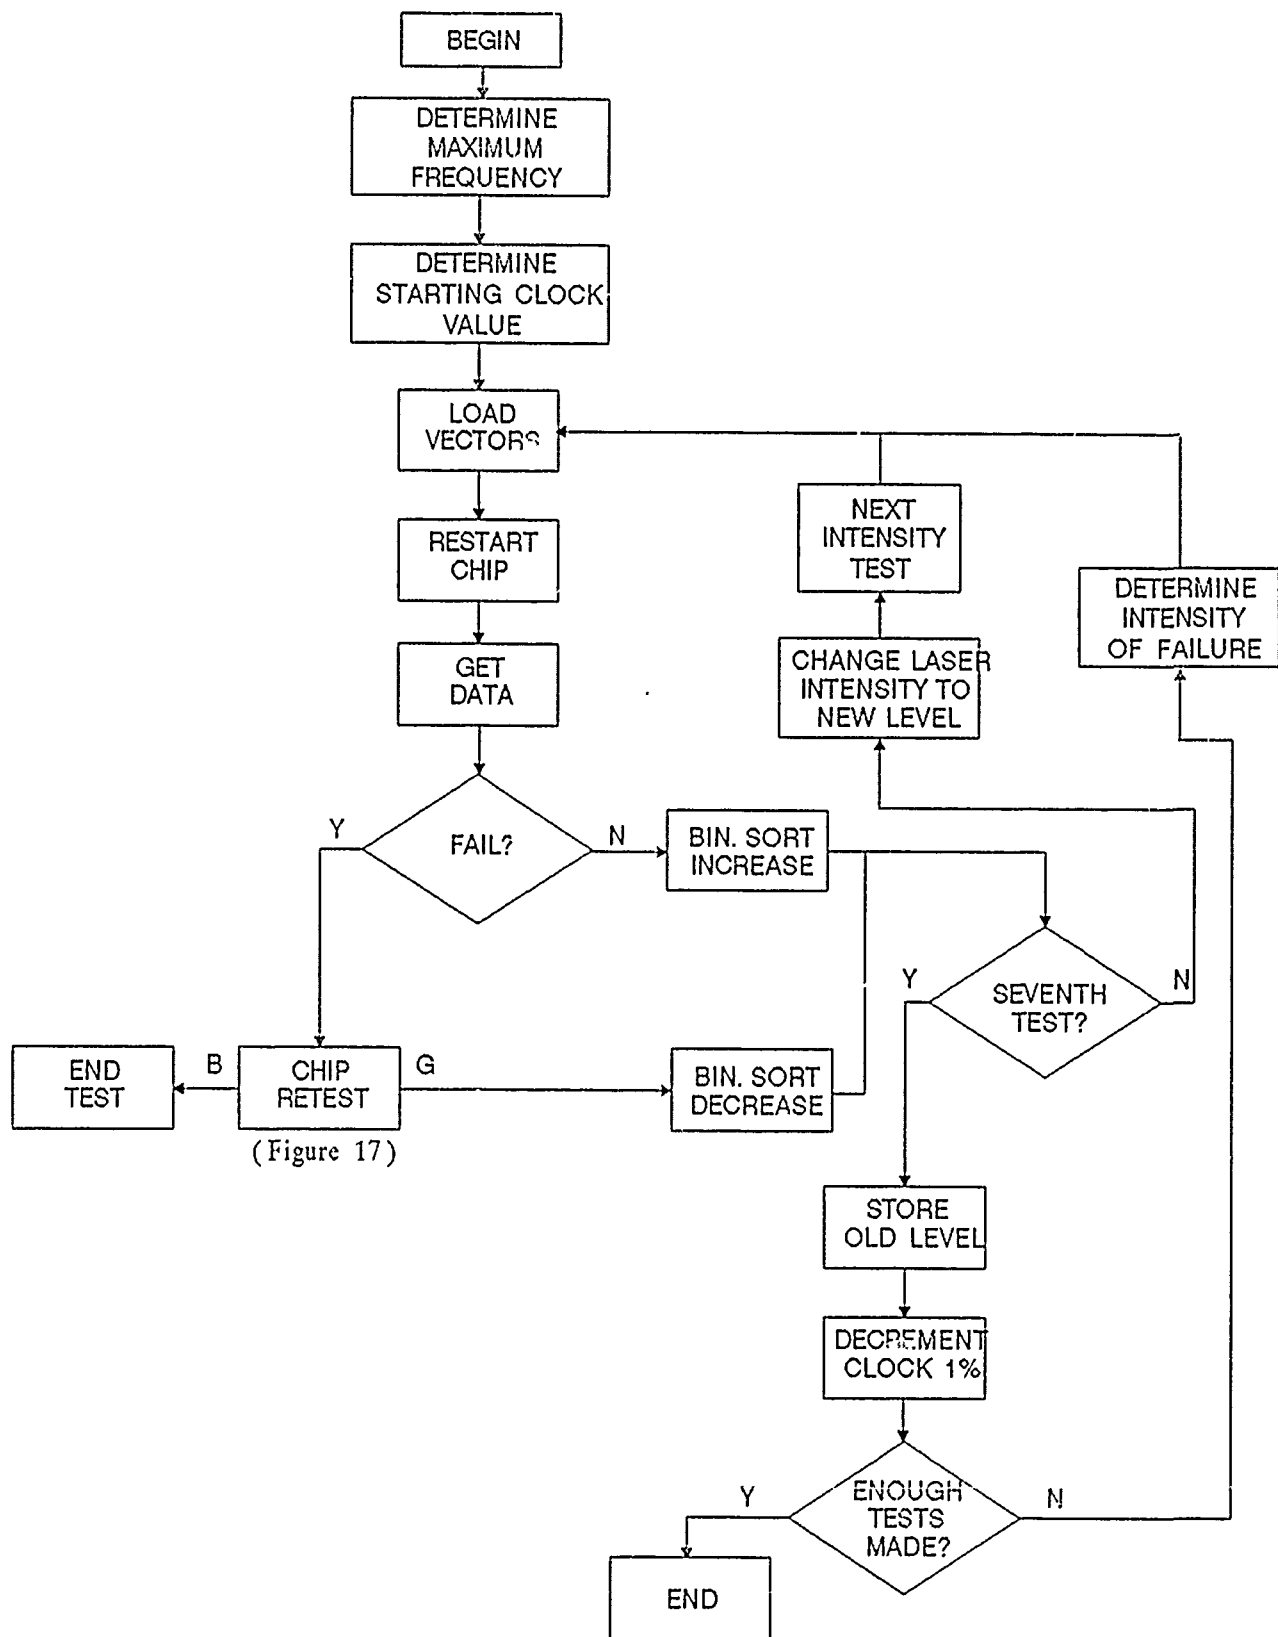 BEGIN
DETERMINE
MAXIMUM
FREQUENCY
DETERMINE
STARTING CLOCK
VALUE
LOAD
VECTORS
RESTART
CHIP
GET
DATA
NEXT
INTENSITY
TEST
DETERMINE
INTENSITY
OF FAILURE
CHANGE LASER
INTENSITY TO
NEW LEVEL
Y
FAIL?
N
BIN. SORT
INCREASE
Y
SEVENTH
TEST?
N
END
TEST
B
CHIP
RETEST
G
(Figure 17)
BIN. SORT
DECREASE
STORE
OLD LEVEL
DECREMENT
CLOCK 1%
Y
ENOUGH
TESTS
MADE?
N
END